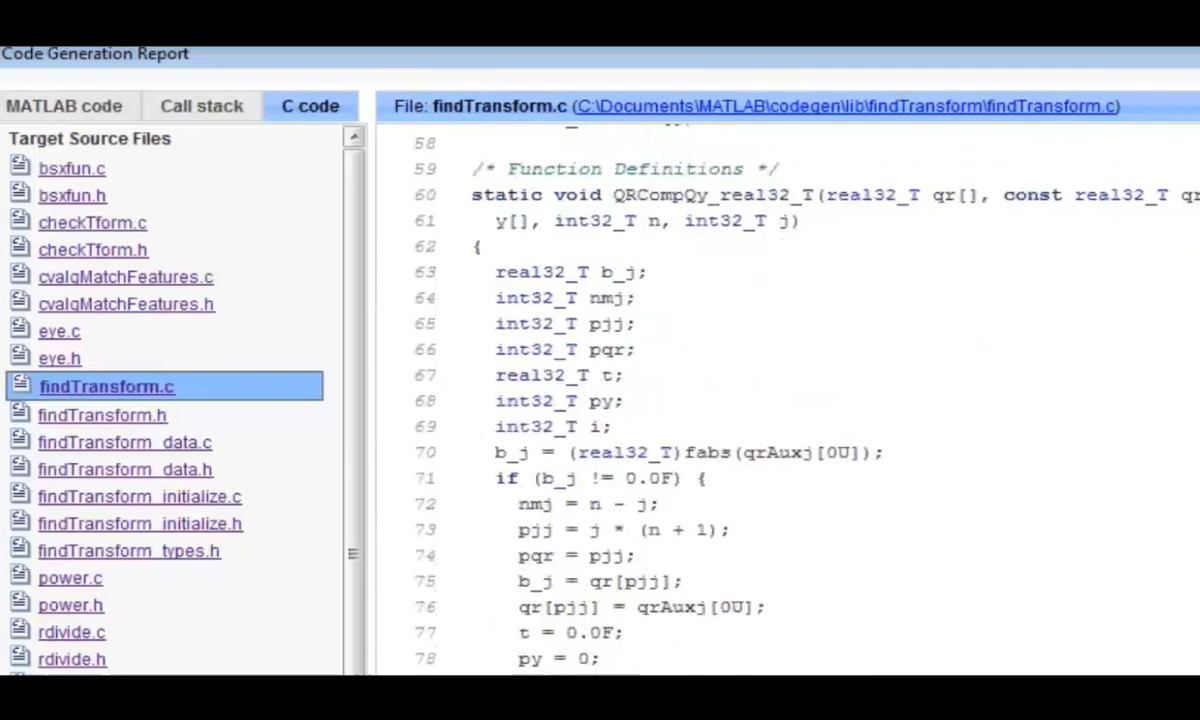 Code Generation Report
MATLAB code
Call stack
C code
File: findTransform.c (C:\Documents\MATLAB\codegen\lib\findTransform\findTransform.c)
Target Source Files
bsxfun.c
bsxfun.h
checkTform.c
checkTform.h
cvalgMatchFeatures.c
cvalgMatchFeatures.h
eye.c
eye.h
findTransform.c
findTransform.h
findTransform_data.c
findTransform_data.h
findTransform_initialize.c
findTransform_initialize.h
findTransform_types.h
power.c
power.h
rdivide.c
rdivide.h
58
59 /* Function Definitions */
60 static void QRCompQy_real32_T(real32_T qr[], const real32_T qr
61 y[], int32_T n, int32_T j)
62 {
63 real32_T b_j;
64 int32_T nmj;
65 int32_T pjj;
66 int32_T pqr;
67 real32_T t;
68 int32_T py;
69 int32_T i;
70 b_j = (real32_T)fabs(qrAuxj[0U]);
71 if (b_j != 0.0F) {
72 nmj = n - j;
73 pjj = j * (n + 1);
74 pqr = pjj;
75 b_j = qr[pjj];
76 qr[pjj] = qrAuxj[0U];
77 t = 0.0F;
78 py = 0;